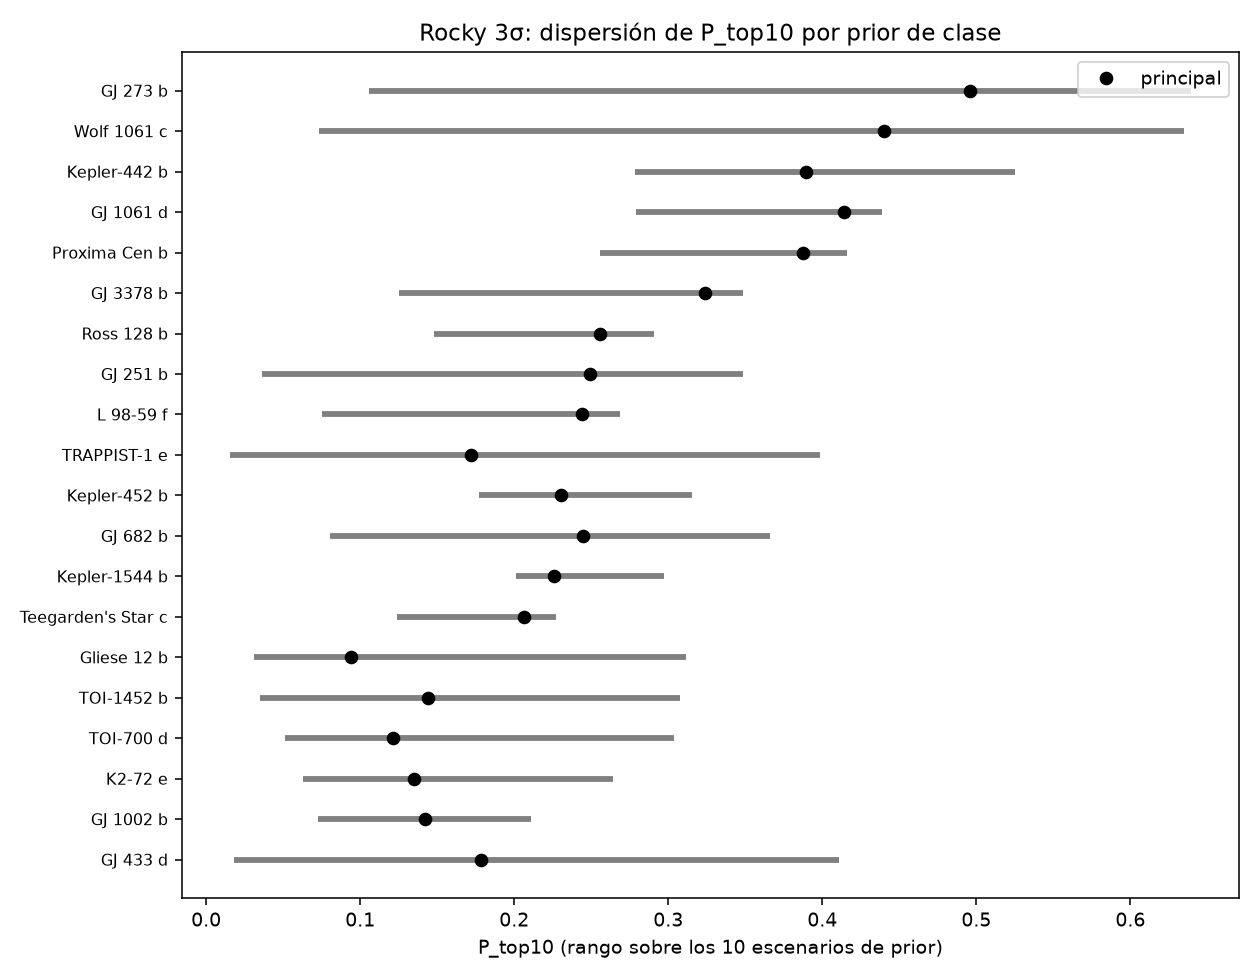 Rocky 3σ: dispersión de P_top10 por prior de clase
principal
GJ 273 b
Wolf 1061 c
Kepler-442 b
GJ 1061 d
Proxima Cen b
GJ 3378 b
Ross 128 b
GJ 251 b
L 98-59 f
TRAPPIST-1 e
Kepler-452 b
GJ 682 b
Kepler-1544 b
Teegarden's Star c
Gliese 12 b
TOI-1452 b
TOI-700 d
K2-72 e
GJ 1002 b
GJ 433 d
0.0 0.1 0.2 0.3 0.4 0.5 0.6
P_top10 (rango sobre los 10 escenarios de prior)